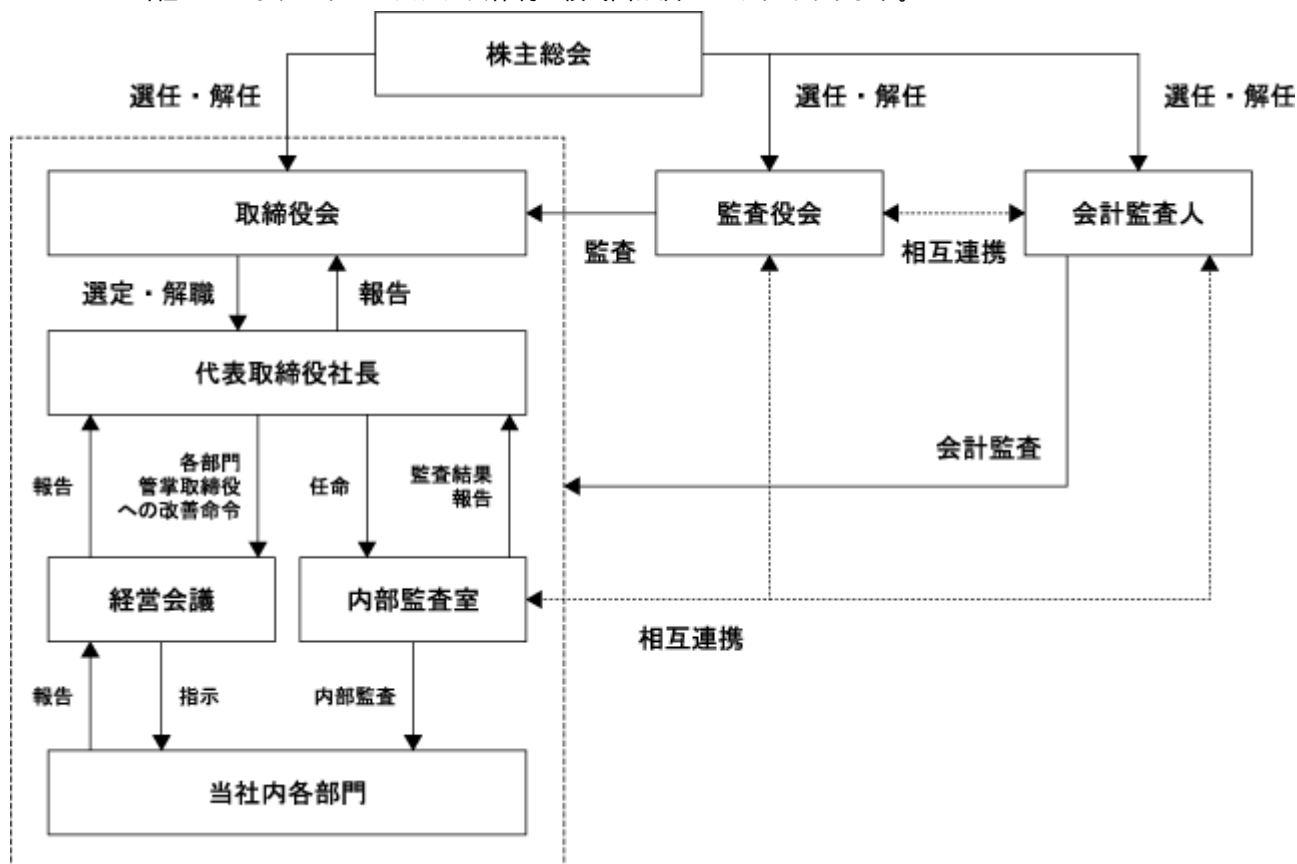 株主総会
選任・解任
選任・解任
選任・解任
取締役会
監査役会
会計監査人
監査
相互連携
選定・解職
報告
代表取締役社長
会計監査
報告
各部門
管掌取締役
への改善命令
任命
監査結果
報告
経営会議
内部監査室
相互連携
報告
指示
内部監査
当社内各部門